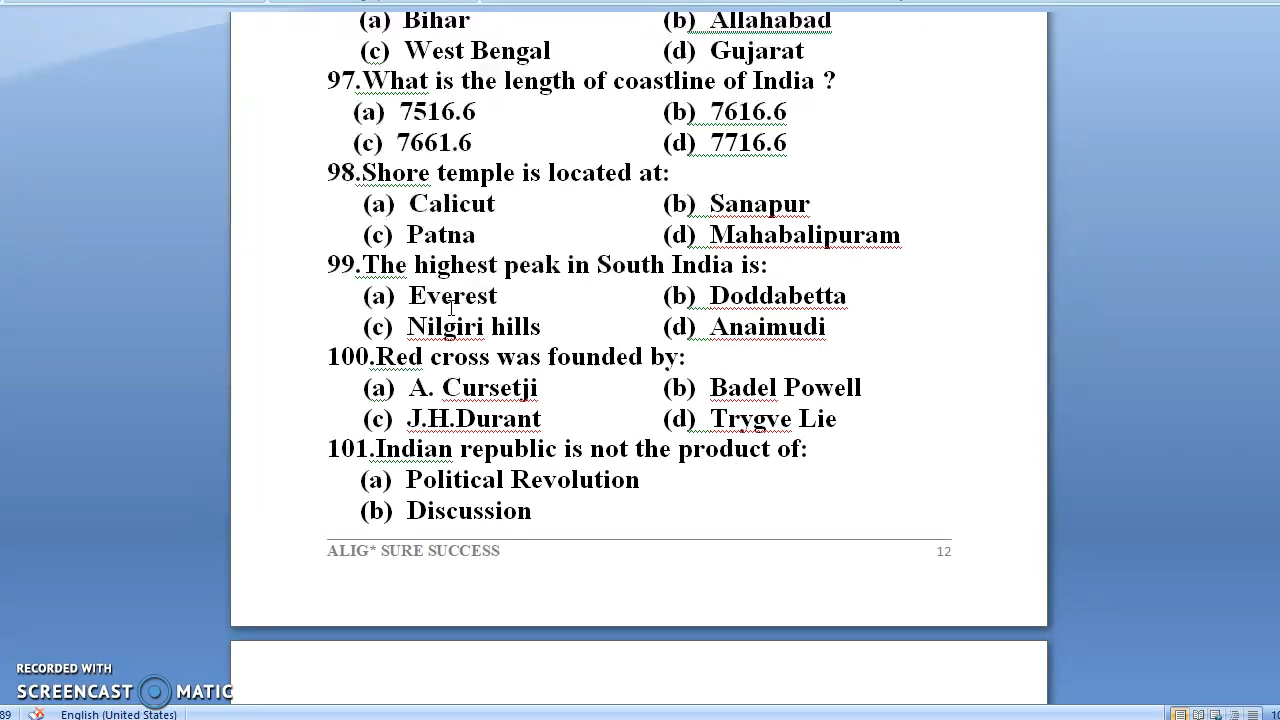 (a) Bihar (b) Allahabad
(c) West Bengal (d) Gujarat
97.What is the length of coastline of India ?
(a) 7516.6 (b) 7616.6
(c) 7661.6 (d) 7716.6
98.Shore temple is located at:
(a) Calicut (b) Sanapur
(c) Patna (d) Mahabalipuram
99.The highest peak in South India is:
(a) Everest (b) Doddabetta
(c) Nilgiri hills (d) Anaimudi
100.Red cross was founded by:
(a) A. Cursetji (b) Badel Powell
(c) J.H.Durant (d) Trygve Lie
101.Indian republic is not the product of:
(a) Political Revolution
(b) Discussion
ALIG* SURE SUCCESS 12
RECORDED WITH
SCREENCAST MATIC
89 English (United States) 10